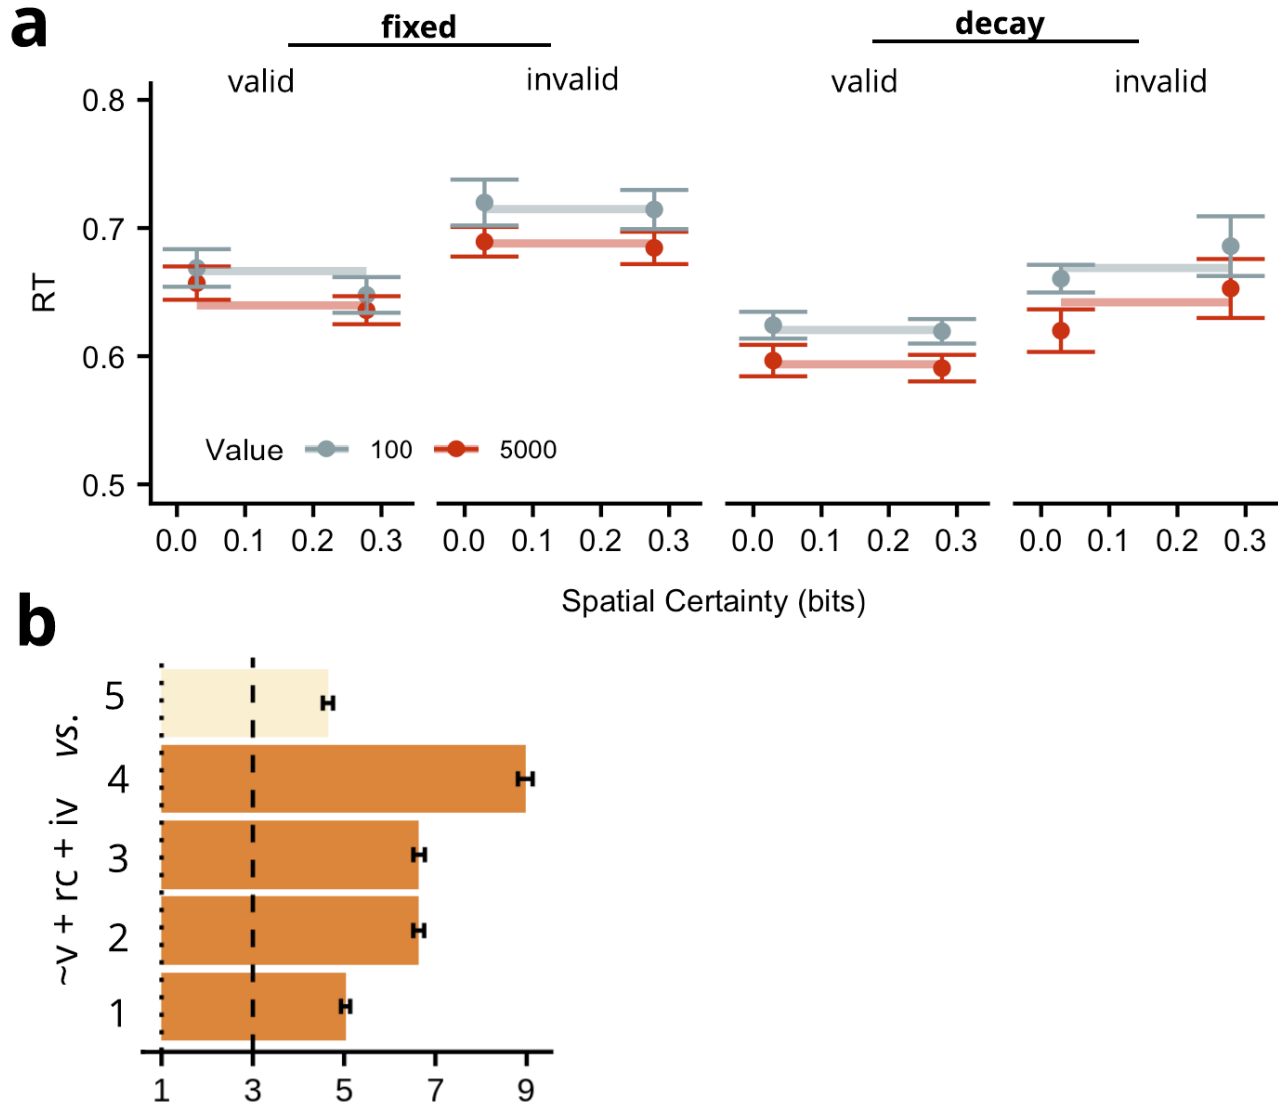 a
fixed decay
valid invalid valid invalid
0.8
0.7
0.6
0.5
RT
Value 100 5000
0.0 0.1 0.2 0.3 0.0 0.1 0.2 0.3 0.0 0.1 0.2 0.3 0.0 0.1 0.2 0.3
Spatial Certainty (bits)
b
~v + rc + iv vs.
5
4
3
2
1
1 3 5 7 9